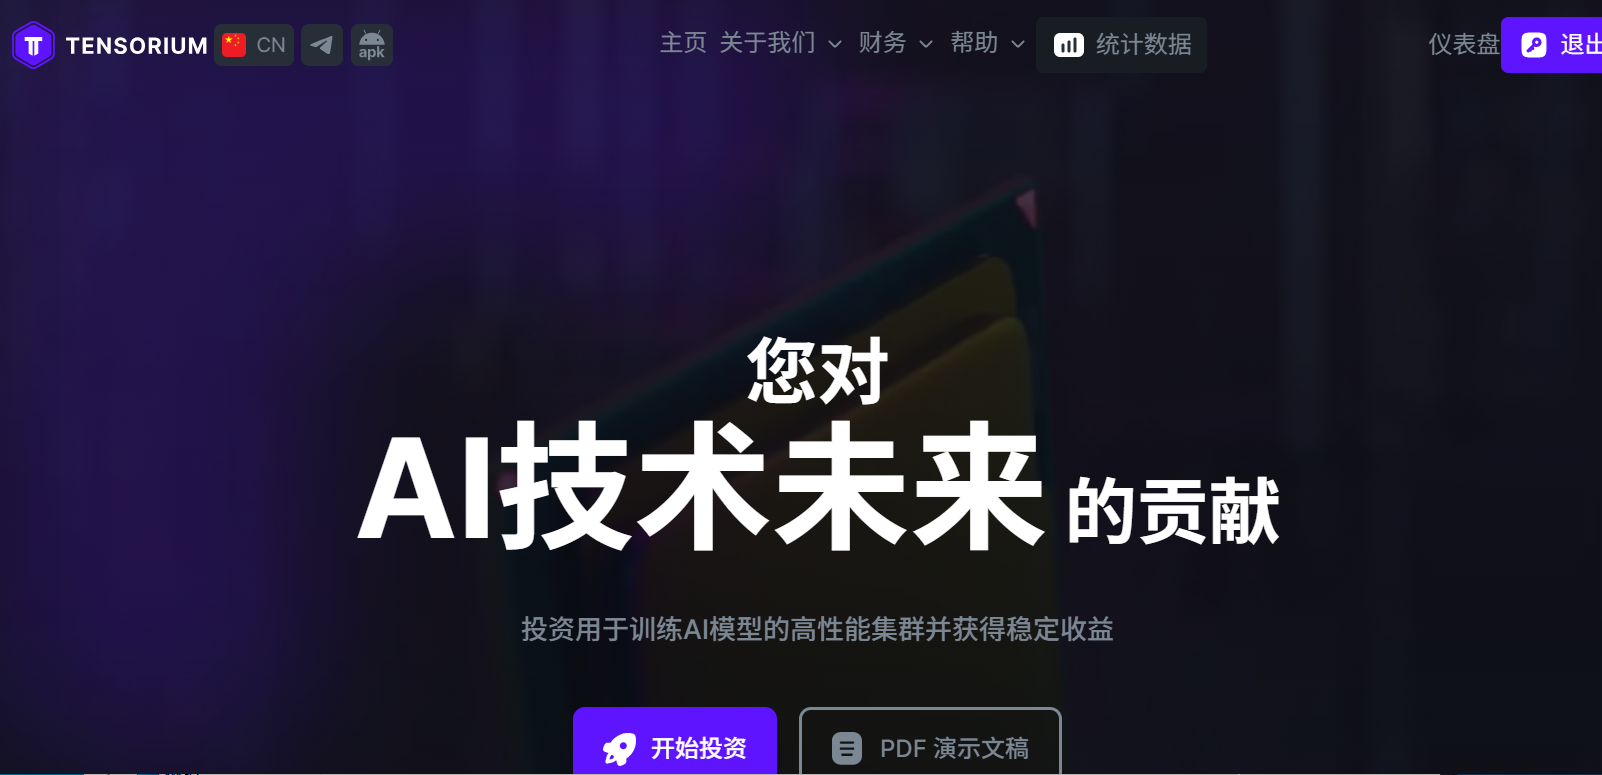 TENSORIUM CN apk 主页 关于我们 财务 帮助 统计数据 仪表盘 退出
您对
AI技术未来 的贡献
投资用于训练AI模型的高性能集群并获得稳定收益
开始投资 PDF 演示文稿